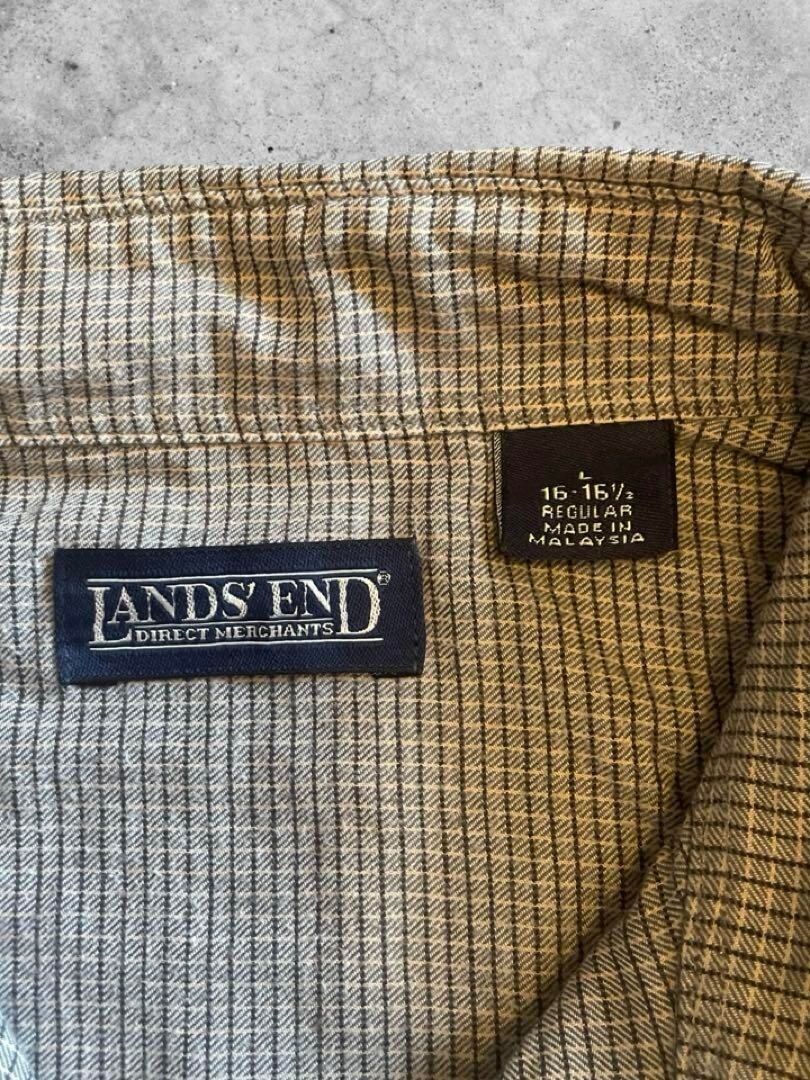 LANDS' END®
DIRECT MERCHANTS
L
16-16½
REGULAR
MADE IN
MALAYSIA